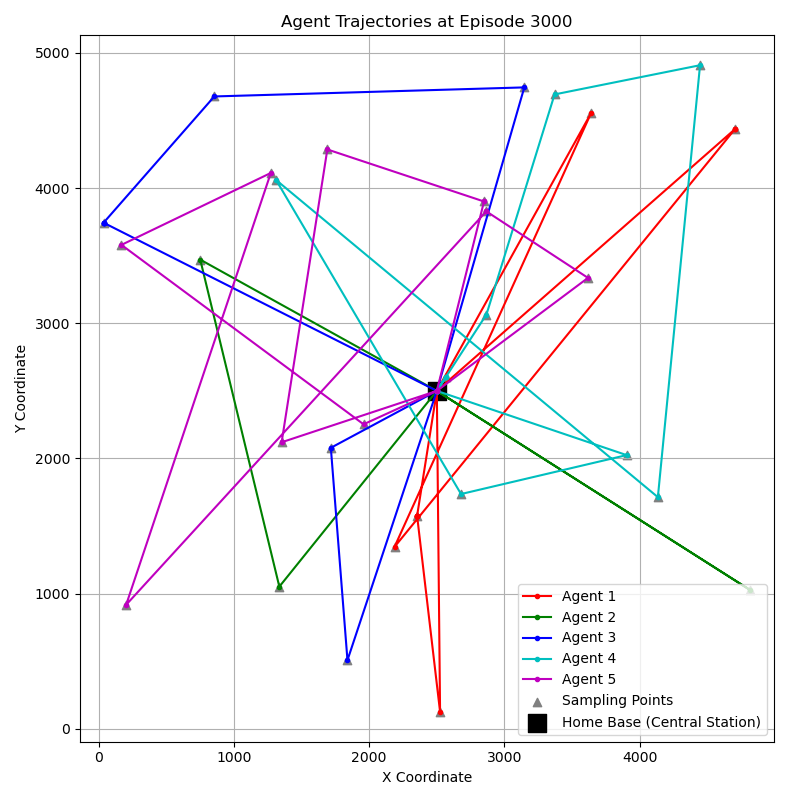 Agent Trajectories at Episode 3000
5000
4000
3000
2000
1000
0
Y Coordinate
0 1000 2000 3000 4000
X Coordinate
Agent 1
Agent 2
Agent 3
Agent 4
Agent 5
Sampling Points
Home Base (Central Station)